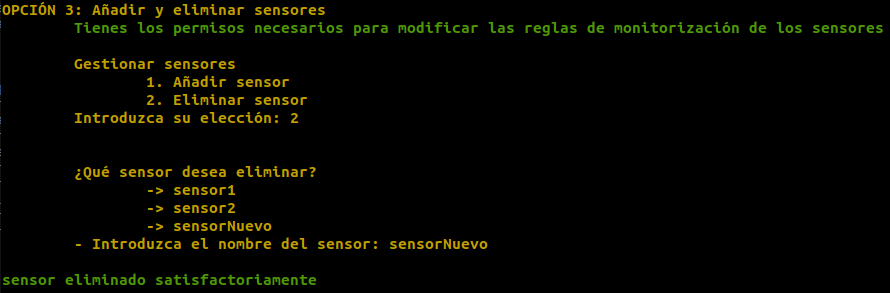 OPCIÓN 3: Añadir y eliminar sensores
Tienes los permisos necesarios para modificar las reglas de monitorización de los sensores
Gestionar sensores
1. Añadir sensor
2. Eliminar sensor
Introduzca su elección: 2
¿Qué sensor desea eliminar?
-> sensor1
-> sensor2
-> sensorNuevo
- Introduzca el nombre del sensor: sensorNuevo
sensor eliminado satisfactoriamente